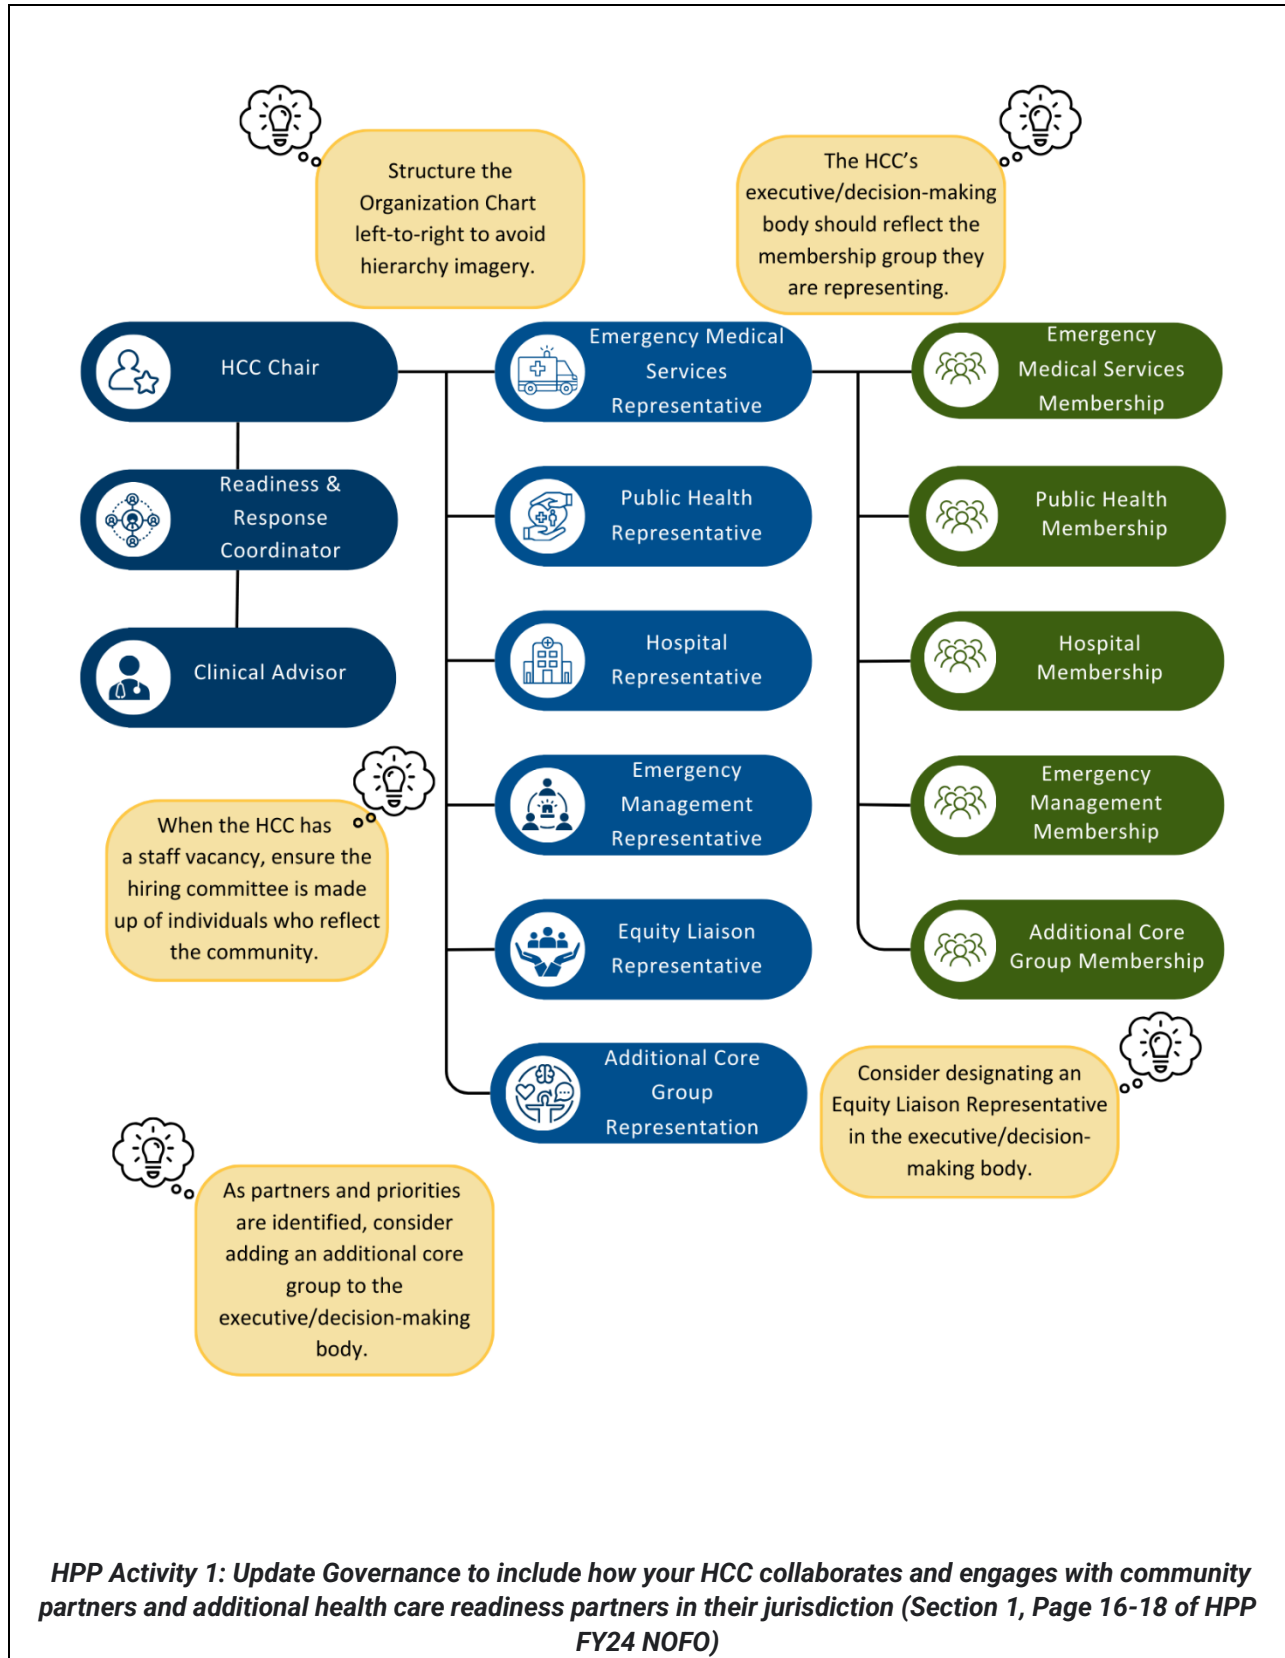 Structure the
Organization Chart
left-to-right to avoid
hierarchy imagery.
The HCC’s
executive/decision-making
body should reflect the
membership group they
are representing.
HCC Chair
Readiness &
Response
Coordinator
Clinical Advisor
Emergency Medical
Services
Representative
Public Health
Representative
Hospital
Representative
Emergency
Management
Representative
Equity Liaison
Representative
Additional Core
Group
Representation
Emergency
Medical Services
Membership
Public Health
Membership
Hospital
Membership
Emergency
Management
Membership
Additional Core
Group Membership
When the HCC has
a staff vacancy, ensure the
hiring committee is made
up of individuals who reflect
the community.
Consider designating an
Equity Liaison Representative
in the executive/decision-
making body.
As partners and priorities
are identified, consider
adding an additional core
group to the
executive/decision-making
body.
HPP Activity 1: Update Governance to include how your HCC collaborates and engages with community
partners and additional health care readiness partners in their jurisdiction (Section 1, Page 16-18 of HPP
FY24 NOFO)